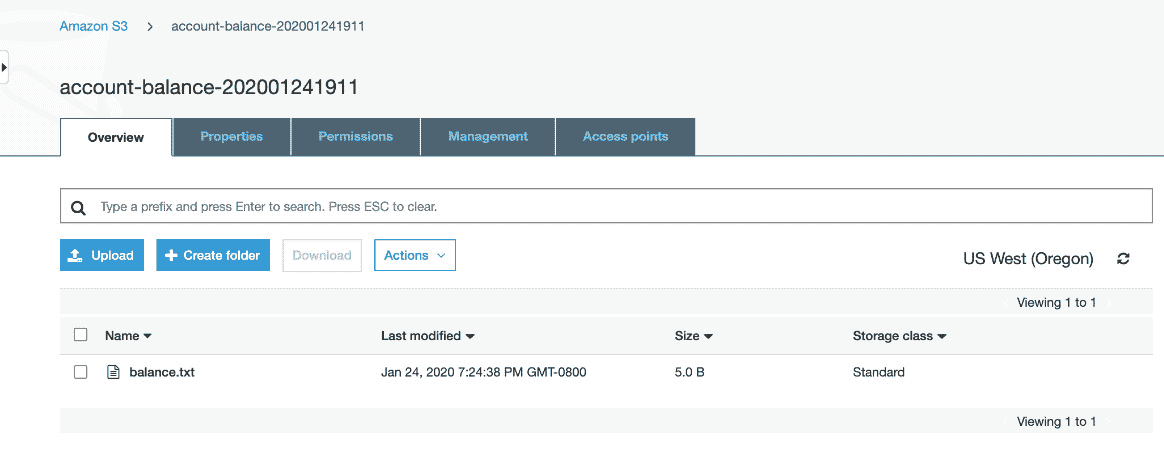 Amazon S3 > account-balance-202001241911
account-balance-202001241911
Overview Properties Permissions Management Access points
Type a prefix and press Enter to search. Press ESC to clear.
Upload Create folder Download Actions US West (Oregon)
Viewing 1 to 1
Name Last modified Size Storage class
balance.txt Jan 24, 2020 7:24:38 PM GMT-0800 5.0 B Standard
Viewing 1 to 1